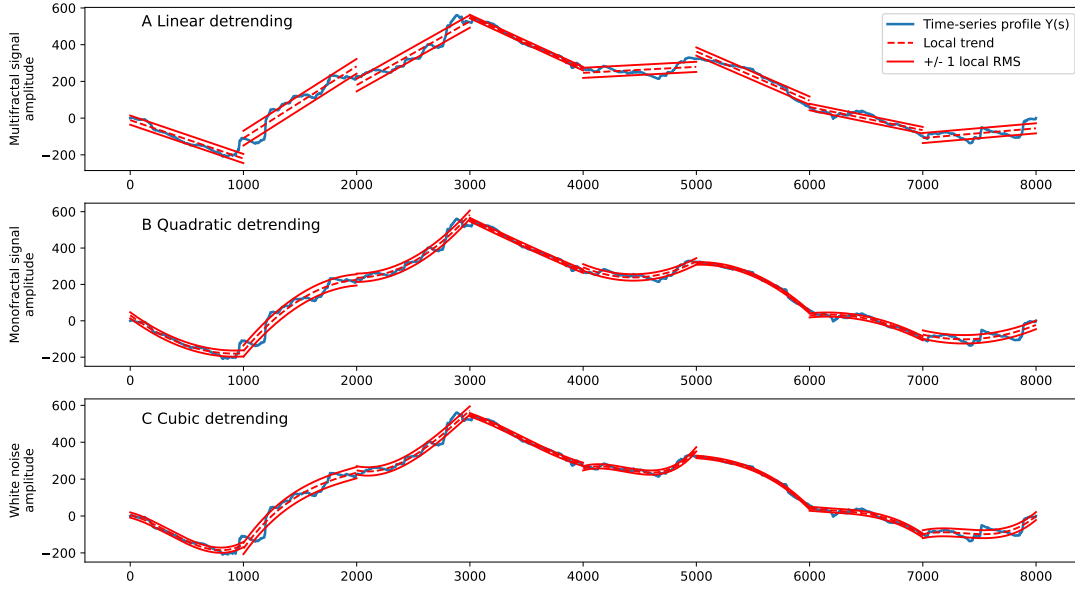 A Linear detrending
Time-series profile Y(s)
Local trend
+/- 1 local RMS
Multifractal signal
amplitude
600
400
200
0
−200
0 1000 2000 3000 4000 5000 6000 7000 8000
B Quadratic detrending
Monofractal signal
amplitude
600
400
200
0
−200
0 1000 2000 3000 4000 5000 6000 7000 8000
C Cubic detrending
White noise
amplitude
600
400
200
0
−200
0 1000 2000 3000 4000 5000 6000 7000 8000